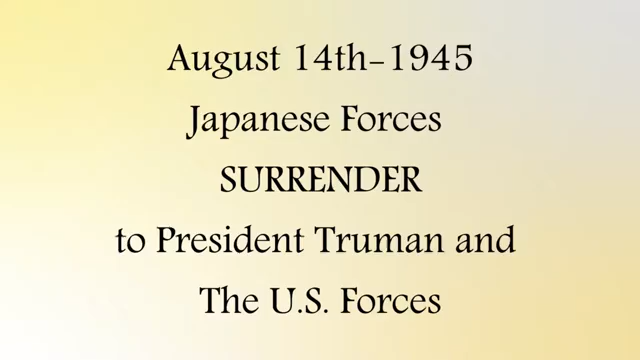 August 14th-1945
Japanese Forces
SURRENDER
to President Truman and
The U.S. Forces